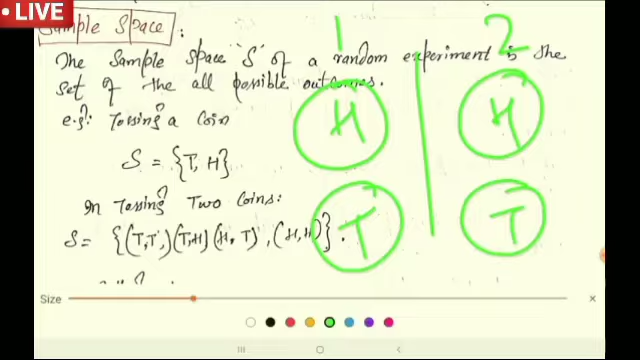 LIVE
Sample Space :
1 2
The Sample Space 'S' of a random experiment is the
set of the all possible outcomes.
e.g: Tossing a Coin
H H
S = {T, H}
In Tossing Two Coins:
T T
S = {(T,T,)(T,H)(H, T), (H,H)}.
Size